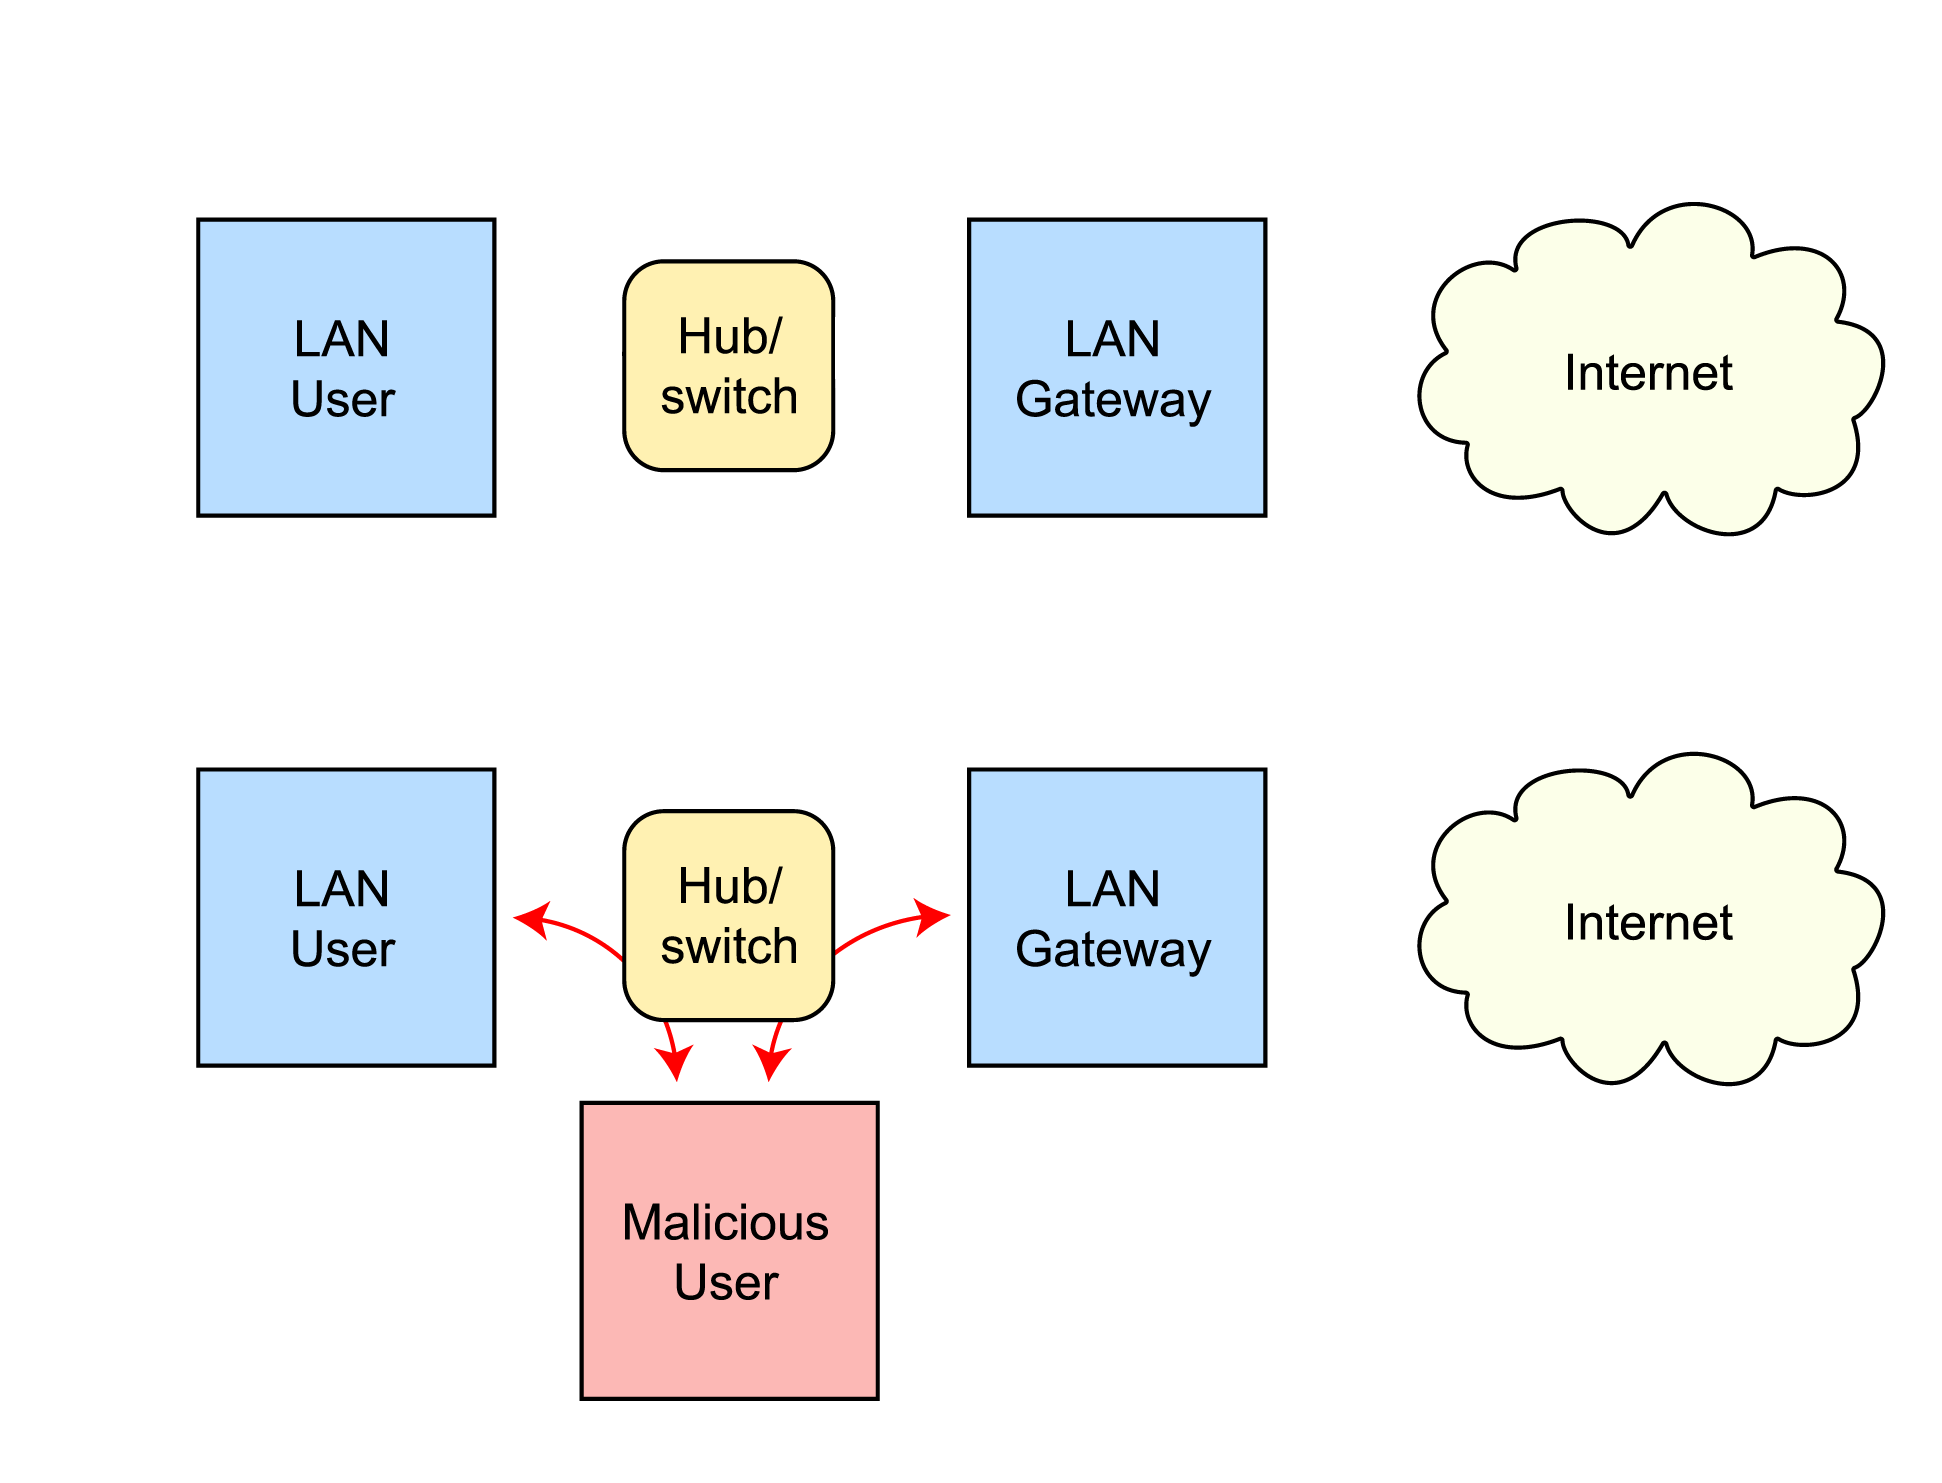 LAN
User
Hub/
switch
LAN
Gateway
Internet
LAN
User
Hub/
switch
LAN
Gateway
Internet
Malicious
User